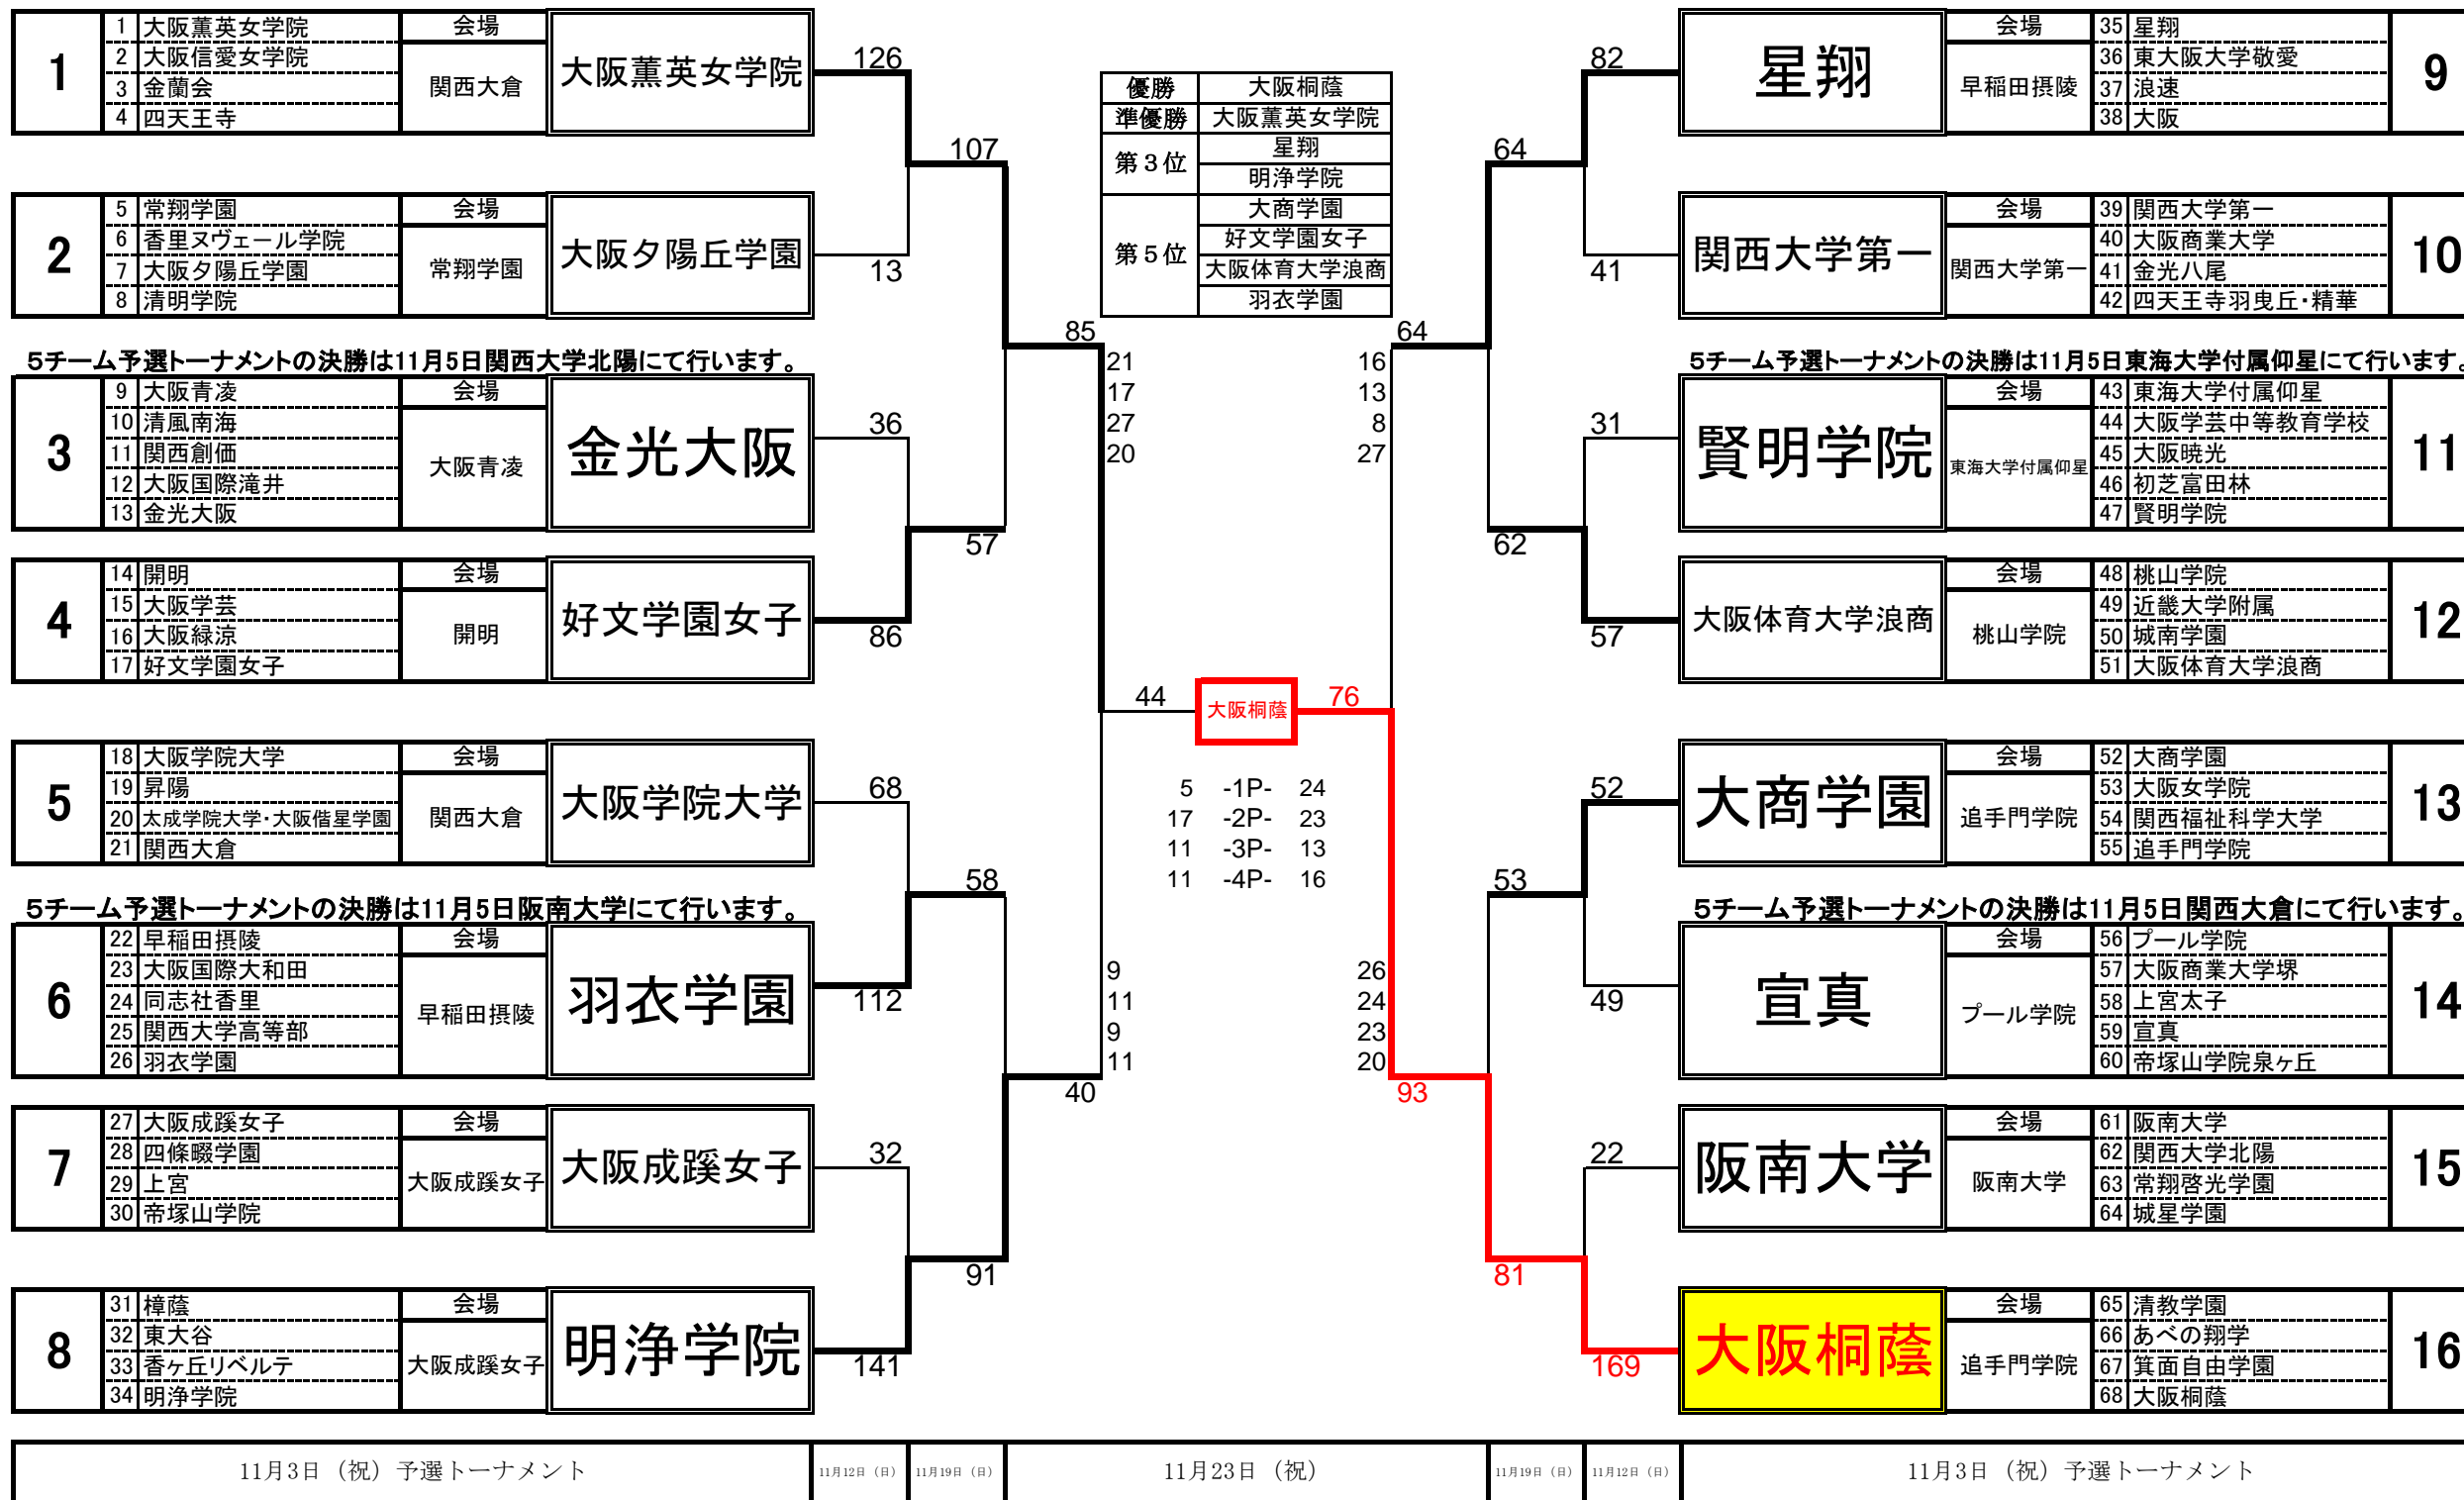 1
1 大阪薫英女学院
2 大阪信愛女学院
3 金蘭会
4 四天王寺
会場
関西大倉
大阪薫英女学院
126
2
5 常翔学園
6 香里ヌヴェール学院
7 大阪夕陽丘学園
8 清明学院
会場
常翔学園
大阪夕陽丘学園
13
107
5チーム予選トーナメントの決勝は11月5日関西大学北陽にて行います。
3
9 大阪青凌
10 清風南海
11 関西創価
12 大阪国際滝井
13 金光大阪
会場
大阪青凌
金光大阪
36
4
14 開明
15 大阪学芸
16 大阪緑涼
17 好文学園女子
会場
開明
好文学園女子
86
57
85
21
17
27
20
5
18 大阪学院大学
19 昇陽
20 太成学院大学・大阪偕星学園
21 関西大倉
会場
関西大倉
大阪学院大学
68
5チーム予選トーナメントの決勝は11月5日阪南大学にて行います。
6
22 早稲田摂陵
23 大阪国際大和田
24 同志社香里
25 関西大学高等部
26 羽衣学園
会場
早稲田摂陵
羽衣学園
112
58
7
27 大阪成蹊女子
28 四條畷学園
29 上宮
30 帝塚山学院
会場
大阪成蹊女子
大阪成蹊女子
32
8
31 樟蔭
32 東大谷
33 香ヶ丘リベルテ
34 明浄学院
会場
大阪成蹊女子
明浄学院
141
91
9
11
9
11
40
優勝 大阪桐蔭
準優勝 大阪薫英女学院
第３位 星翔
明浄学院
第５位 大商学園
好文学園女子
大阪体育大学浪商
羽衣学園
44 大阪桐蔭 76
5 -1P- 24
17 -2P- 23
11 -3P- 13
11 -4P- 16
82
星翔
会場
早稲田摂陵
35 星翔
36 東大阪大学敬愛
37 浪速
38 大阪
9
64
41
関西大学第一
会場
関西大学第一
39 関西大学第一
40 大阪商業大学
41 金光八尾
42 四天王寺羽曳丘・精華
10
64
16
13
8
27
5チーム予選トーナメントの決勝は11月5日東海大学付属仰星にて行います。
31
賢明学院
会場
東海大学付属仰星
43 東海大学付属仰星
44 大阪学芸中等教育学校
45 大阪暁光
46 初芝富田林
47 賢明学院
11
62
57
大阪体育大学浪商
会場
桃山学院
48 桃山学院
49 近畿大学附属
50 城南学園
51 大阪体育大学浪商
12
52
大商学園
会場
追手門学院
52 大商学園
53 大阪女学院
54 関西福祉科学大学
55 追手門学院
13
53
5チーム予選トーナメントの決勝は11月5日関西大倉にて行います。
49
宣真
会場
プール学院
56 プール学院
57 大阪商業大学堺
58 上宮太子
59 宣真
60 帝塚山学院泉ヶ丘
14
26
24
23
20
93
22
阪南大学
会場
阪南大学
61 阪南大学
62 関西大学北陽
63 常翔啓光学園
64 城星学園
15
81
169
大阪桐蔭
会場
追手門学院
65 清教学園
66 あべの翔学
67 箕面自由学園
68 大阪桐蔭
16
11月3日（祝）予選トーナメント 11月12日（日） 11月19日（日） 11月23日（祝） 11月19日（日） 11月12日（日） 11月3日（祝）予選トーナメント